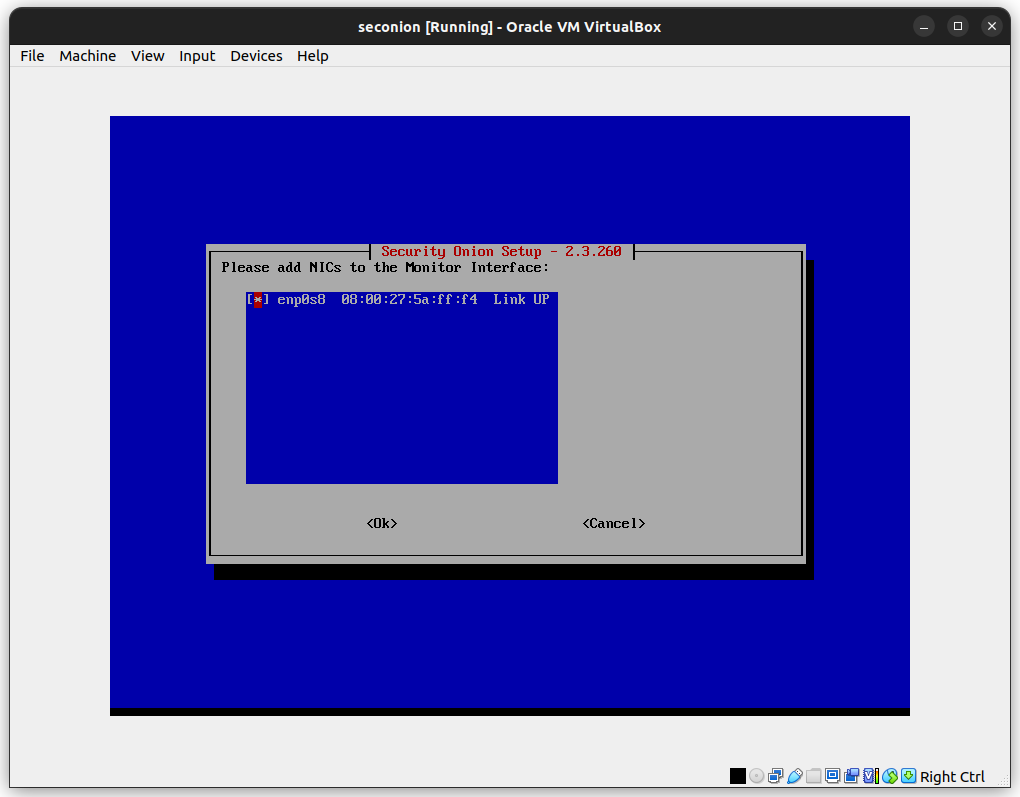 seconion [Running] - Oracle VM VirtualBox
File Machine View Input Devices Help
Security Onion Setup - 2.3.260
Please add NICs to the Monitor Interface:
[*] enp0s8 08:00:27:5a:ff:f4 Link UP
<Ok> <Cancel>
Right Ctrl